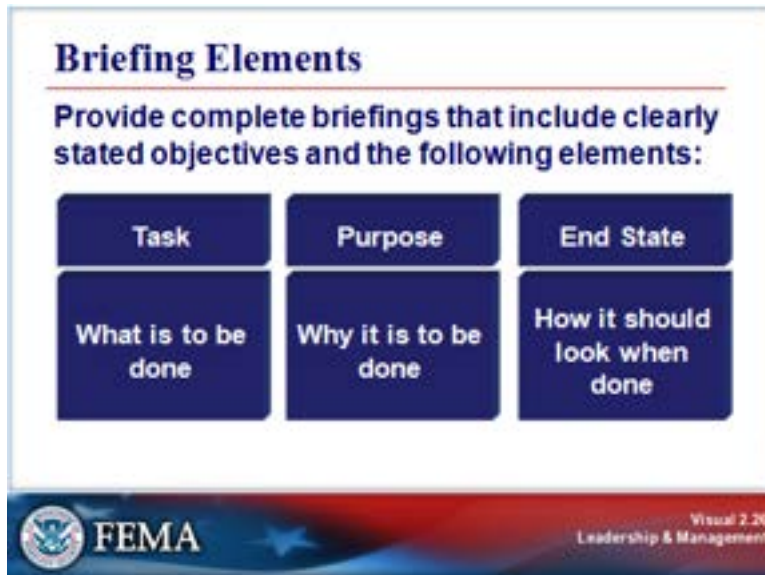 Briefing Elements
Provide complete briefings that include clearly
stated objectives and the following elements:
Task
Purpose
End State
What is to be
done
Why it is to be
done
How it should
look when
done
FEMA
Visual 2.26
Leadership & Management